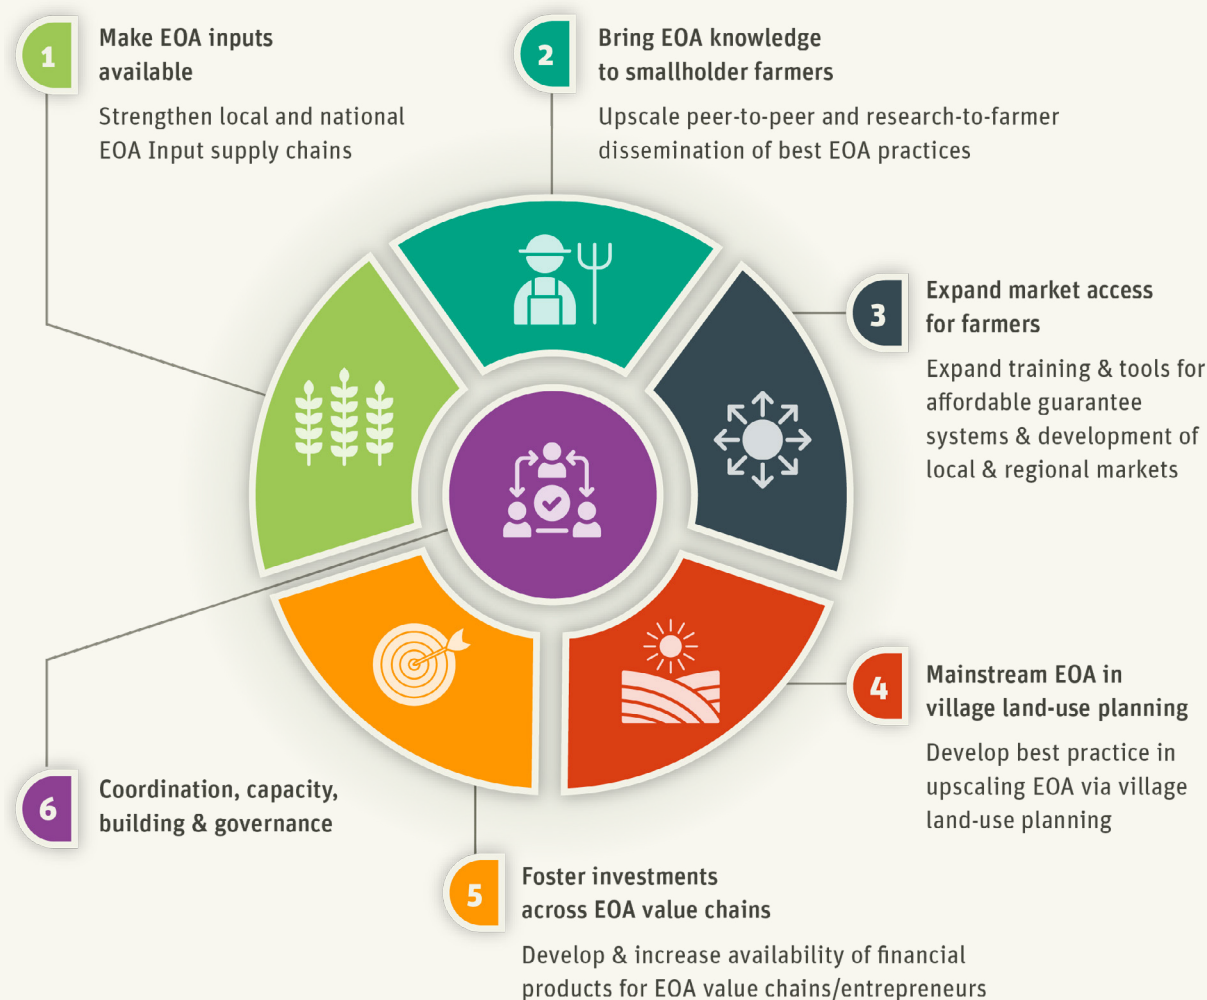 1
Make EOA inputs
available
Strengthen local and national
EOA Input supply chains
2
Bring EOA knowledge
to smallholder farmers
Upscale peer-to-peer and research-to-farmer
dissemination of best EOA practices
3
Expand market access
for farmers
Expand training & tools for
affordable guarantee
systems & development of
local & regional markets
4
Mainstream EOA in
village land-use planning
Develop best practice in
upscaling EOA via village
land-use planning
5
Foster investments
across EOA value chains
Develop & increase availability of financial
products for EOA value chains/entrepreneurs
6
Coordination, capacity,
building & governance